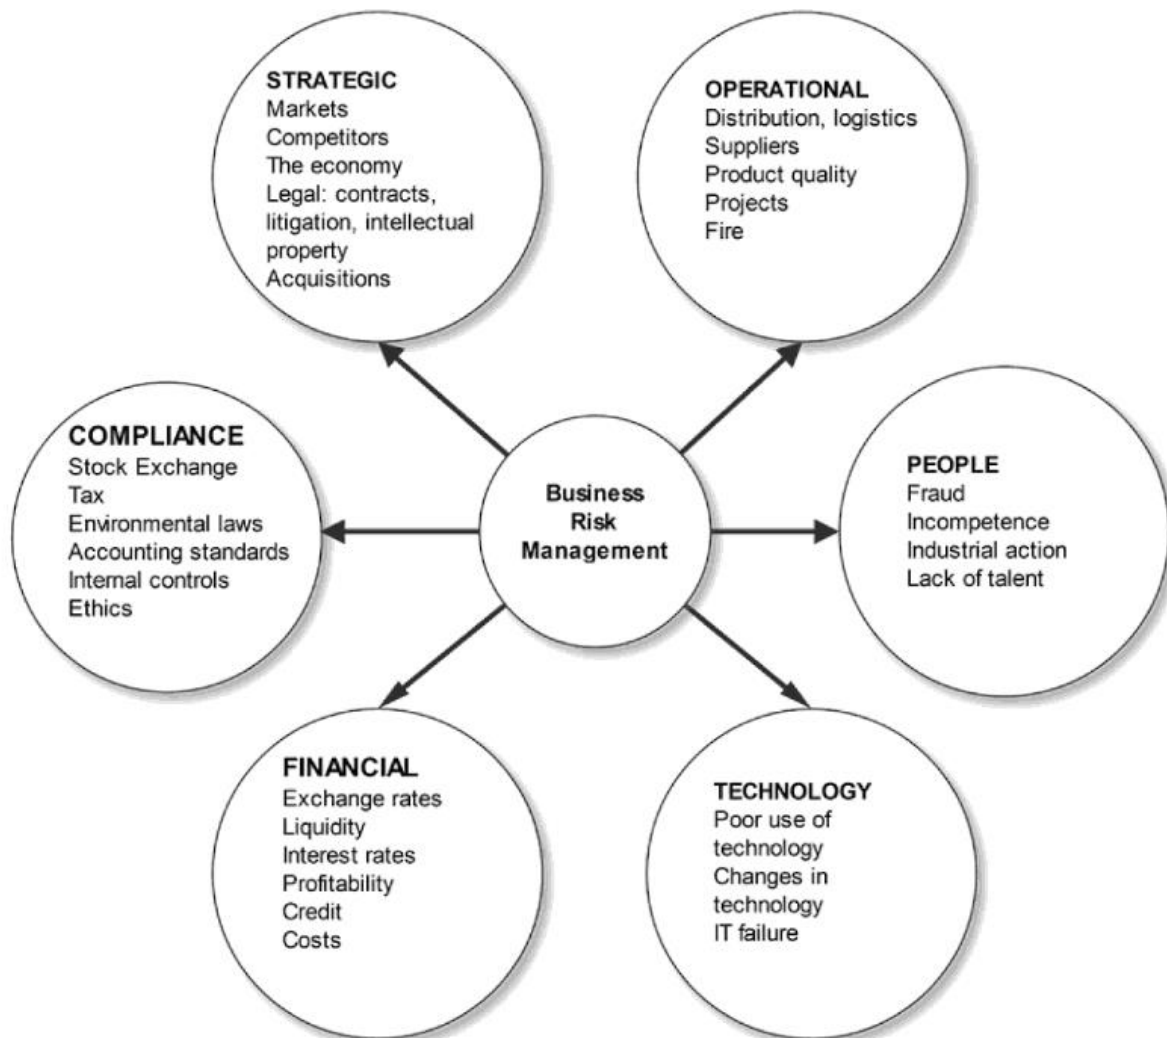 STRATEGIC
Markets
Competitors
The economy
Legal: contracts,
litigation, intellectual
property
Acquisitions
OPERATIONAL
Distribution, logistics
Suppliers
Product quality
Projects
Fire
COMPLIANCE
Stock Exchange
Tax
Environmental laws
Accounting standards
Internal controls
Ethics
Business
Risk
Management
PEOPLE
Fraud
Incompetence
Industrial action
Lack of talent
FINANCIAL
Exchange rates
Liquidity
Interest rates
Profitability
Credit
Costs
TECHNOLOGY
Poor use of
technology
Changes in
technology
IT failure